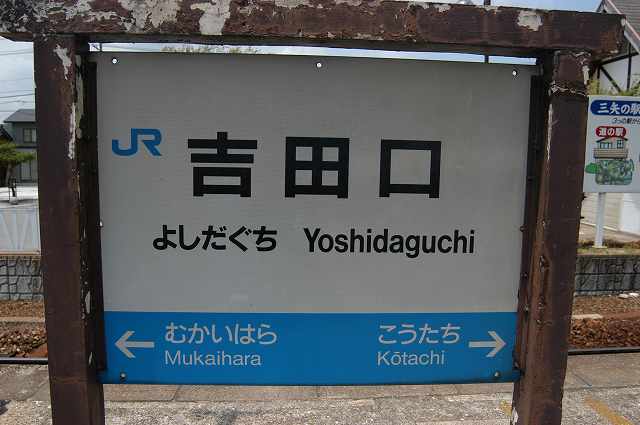 JR 吉田口
よしだぐち Yoshidaguchi
← むかいはら こうたち →
Mukaihara Kōtachi
三矢の駅
道の駅